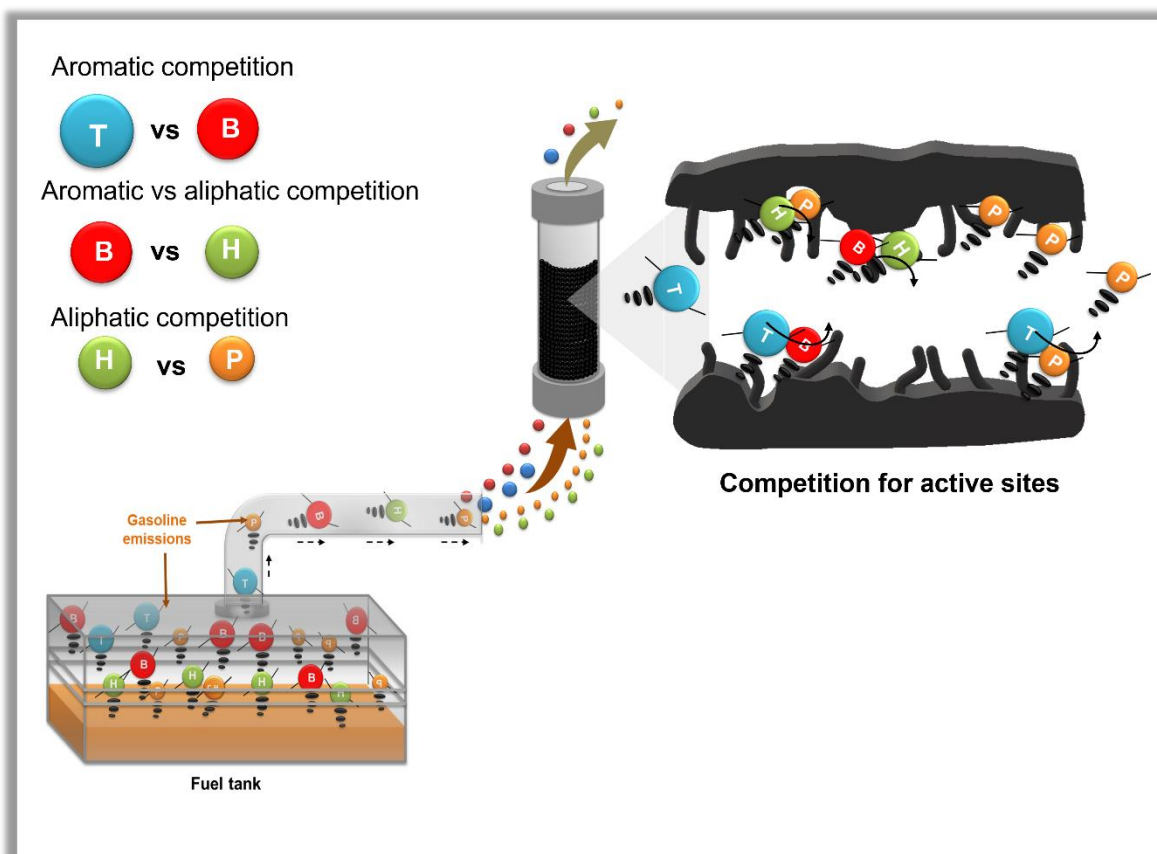 Aromatic competition
T vs B
Aromatic vs aliphatic competition
B vs H
Aliphatic competition
H vs P
H P P
B H P
T P
T B T P
Competition for active sites
B H P
P
Gasoline
emissions
T
B T B
T P B B P P
B H H B P
H P H
Fuel tank